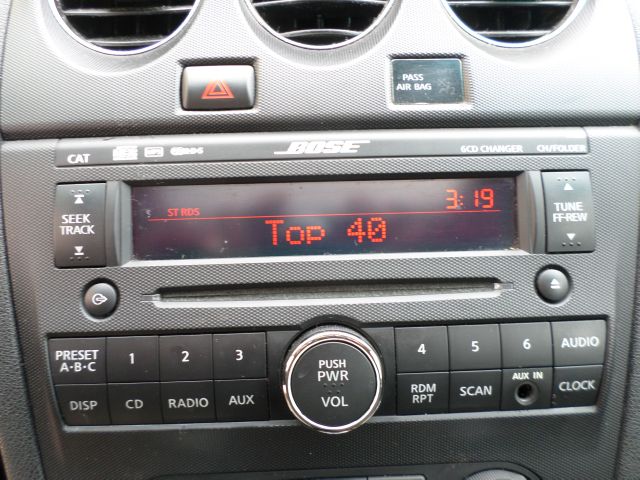 PASS
AIR BAG
CAT
BOSE
6CD CHANGER
CH/FOLDER
SEEK
TRACK
ST RDS
3:19
Top 40
TUNE
FF·REW
PRESET
A·B·C
1
2
3
PUSH
PWR
VOL
4
5
6
AUDIO
DISP
CD
RADIO
AUX
RDM
RPT
SCAN
AUX IN
CLOCK